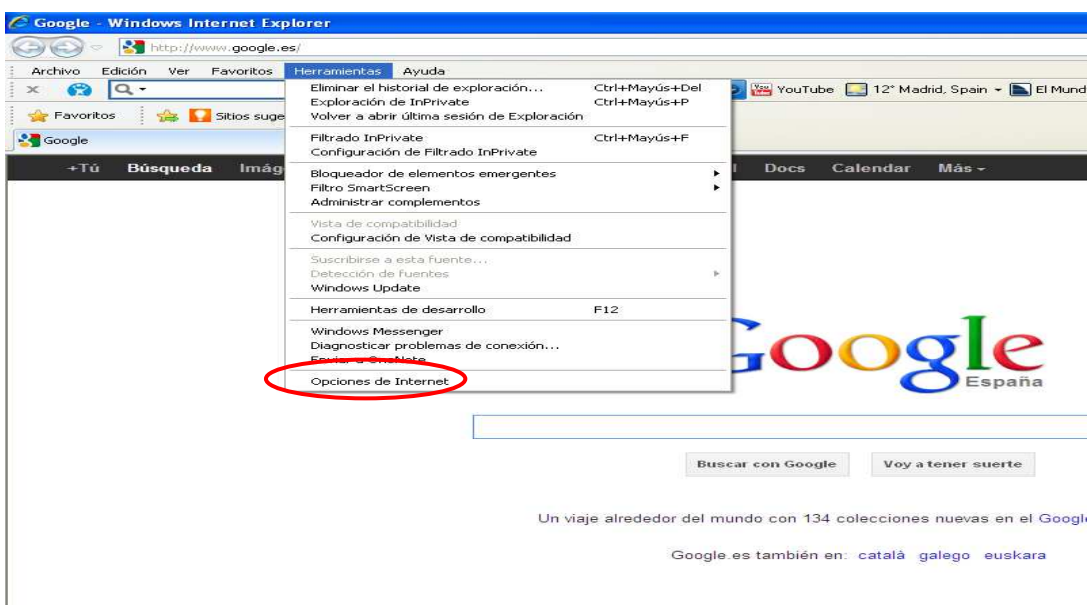 Google - Windows Internet Explorer
http://www.google.es/
Archivo Edición Ver Favoritos Herramientas Ayuda
YouTube 12° Madrid, Spain El Mund
Favoritos Sitios suge
Google
+Tú Búsqueda Imág Docs Calendar Más
Eliminar el historial de exploración... Ctrl+Mayús+Del
Exploración de InPrivate Ctrl+Mayús+P
Volver a abrir última sesión de Exploración
Filtrado InPrivate Ctrl+Mayús+F
Configuración de Filtrado InPrivate
Bloqueador de elementos emergentes
Filtro SmartScreen
Administrar complementos
Vista de compatibilidad
Configuración de Vista de compatibilidad
Suscribirse a esta fuente...
Detección de fuentes
Windows Update
Herramientas de desarrollo F12
Windows Messenger
Diagnosticar problemas de conexión...
Enviar a OneNote
Opciones de Internet
Google
España
Buscar con Google Voy a tener suerte
Un viaje alrededor del mundo con 134 colecciones nuevas en el Google
Google.es también en: català galego euskara